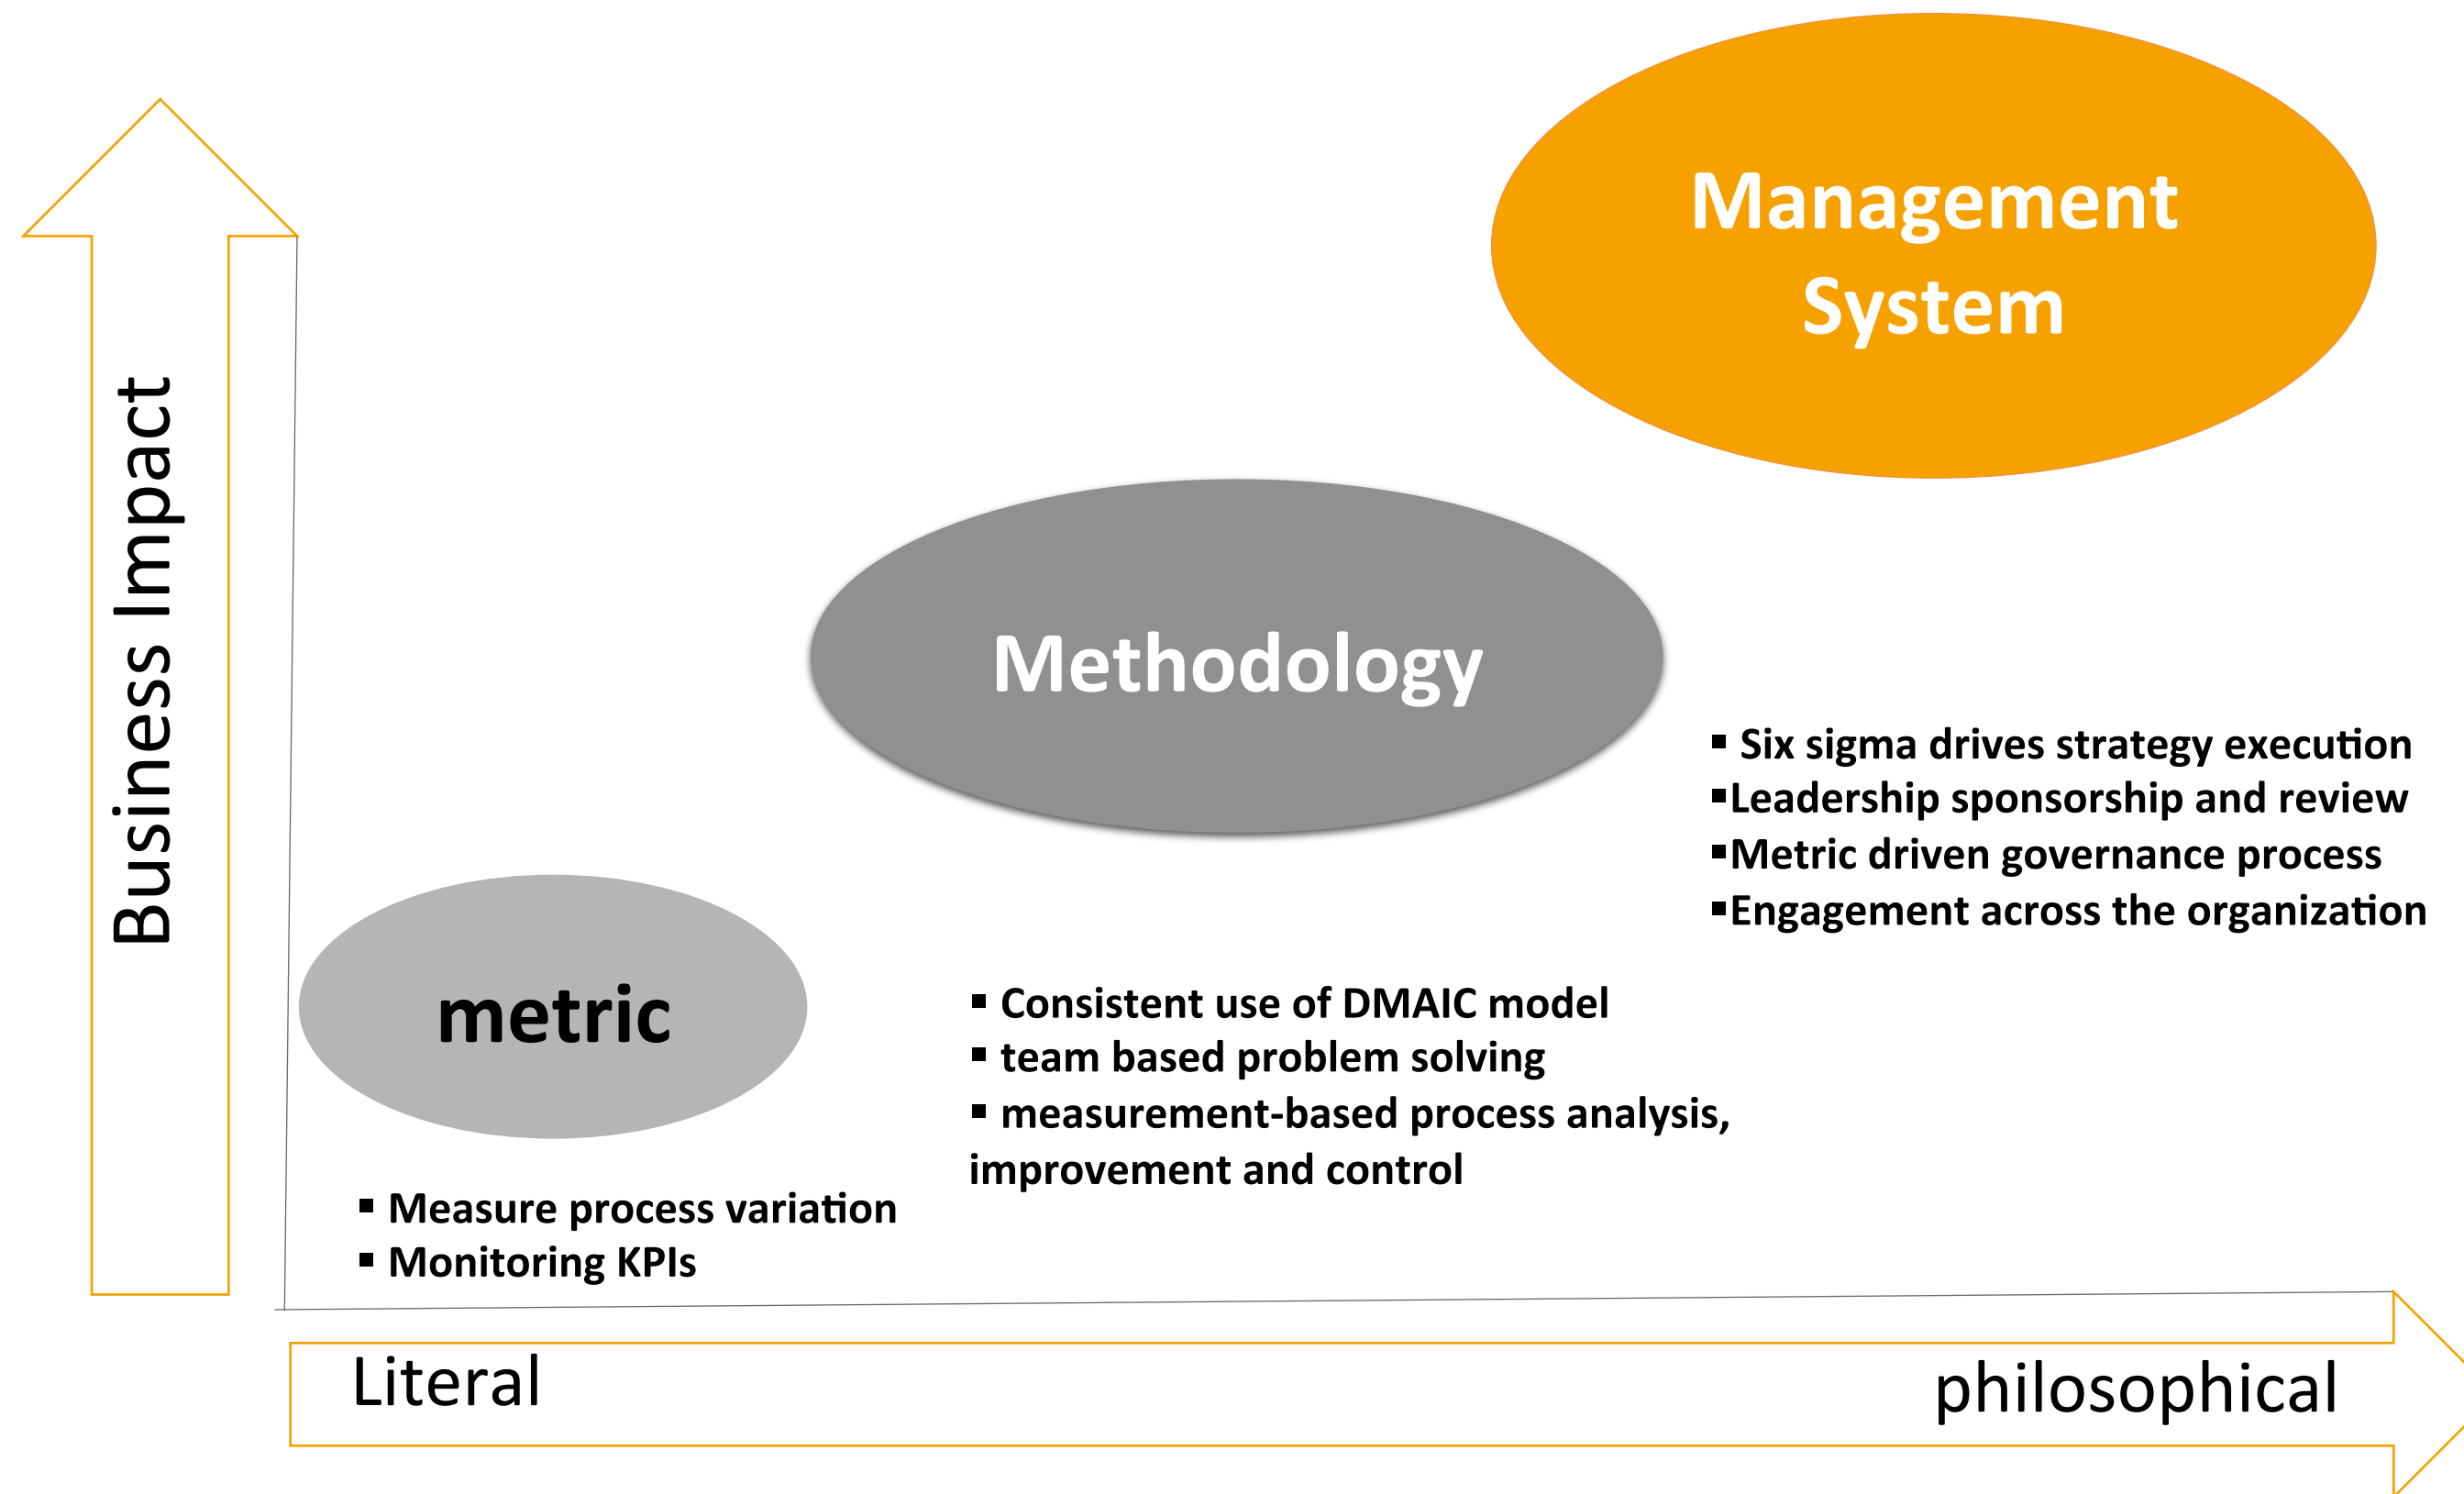 Management
System
Business Impact
Methodology
▪ Six sigma drives strategy execution
▪Leadership sponsorship and review
▪Metric driven governance process
▪Engagement across the organization
metric
▪ Consistent use of DMAIC model
▪ team based problem solving
▪ measurement-based process analysis,
improvement and control
▪ Measure process variation
▪ Monitoring KPIs
Literal
philosophical